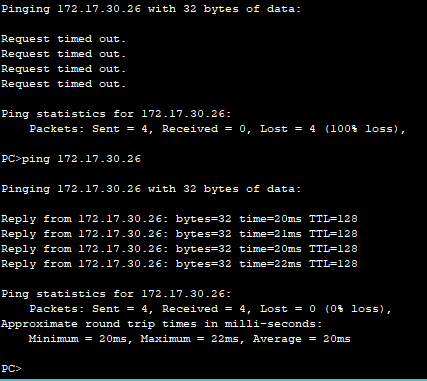 Pinging 172.17.30.26 with 32 bytes of data:
Request timed out.
Request timed out.
Request timed out.
Request timed out.
Ping statistics for 172.17.30.26:
Packets: Sent = 4, Received = 0, Lost = 4 (100% loss),
PC>ping 172.17.30.26
Pinging 172.17.30.26 with 32 bytes of data:
Reply from 172.17.30.26: bytes=32 time=20ms TTL=128
Reply from 172.17.30.26: bytes=32 time=21ms TTL=128
Reply from 172.17.30.26: bytes=32 time=20ms TTL=128
Reply from 172.17.30.26: bytes=32 time=22ms TTL=128
Ping statistics for 172.17.30.26:
Packets: Sent = 4, Received = 4, Lost = 0 (0% loss),
Approximate round trip times in milli-seconds:
Minimum = 20ms, Maximum = 22ms, Average = 20ms
PC>